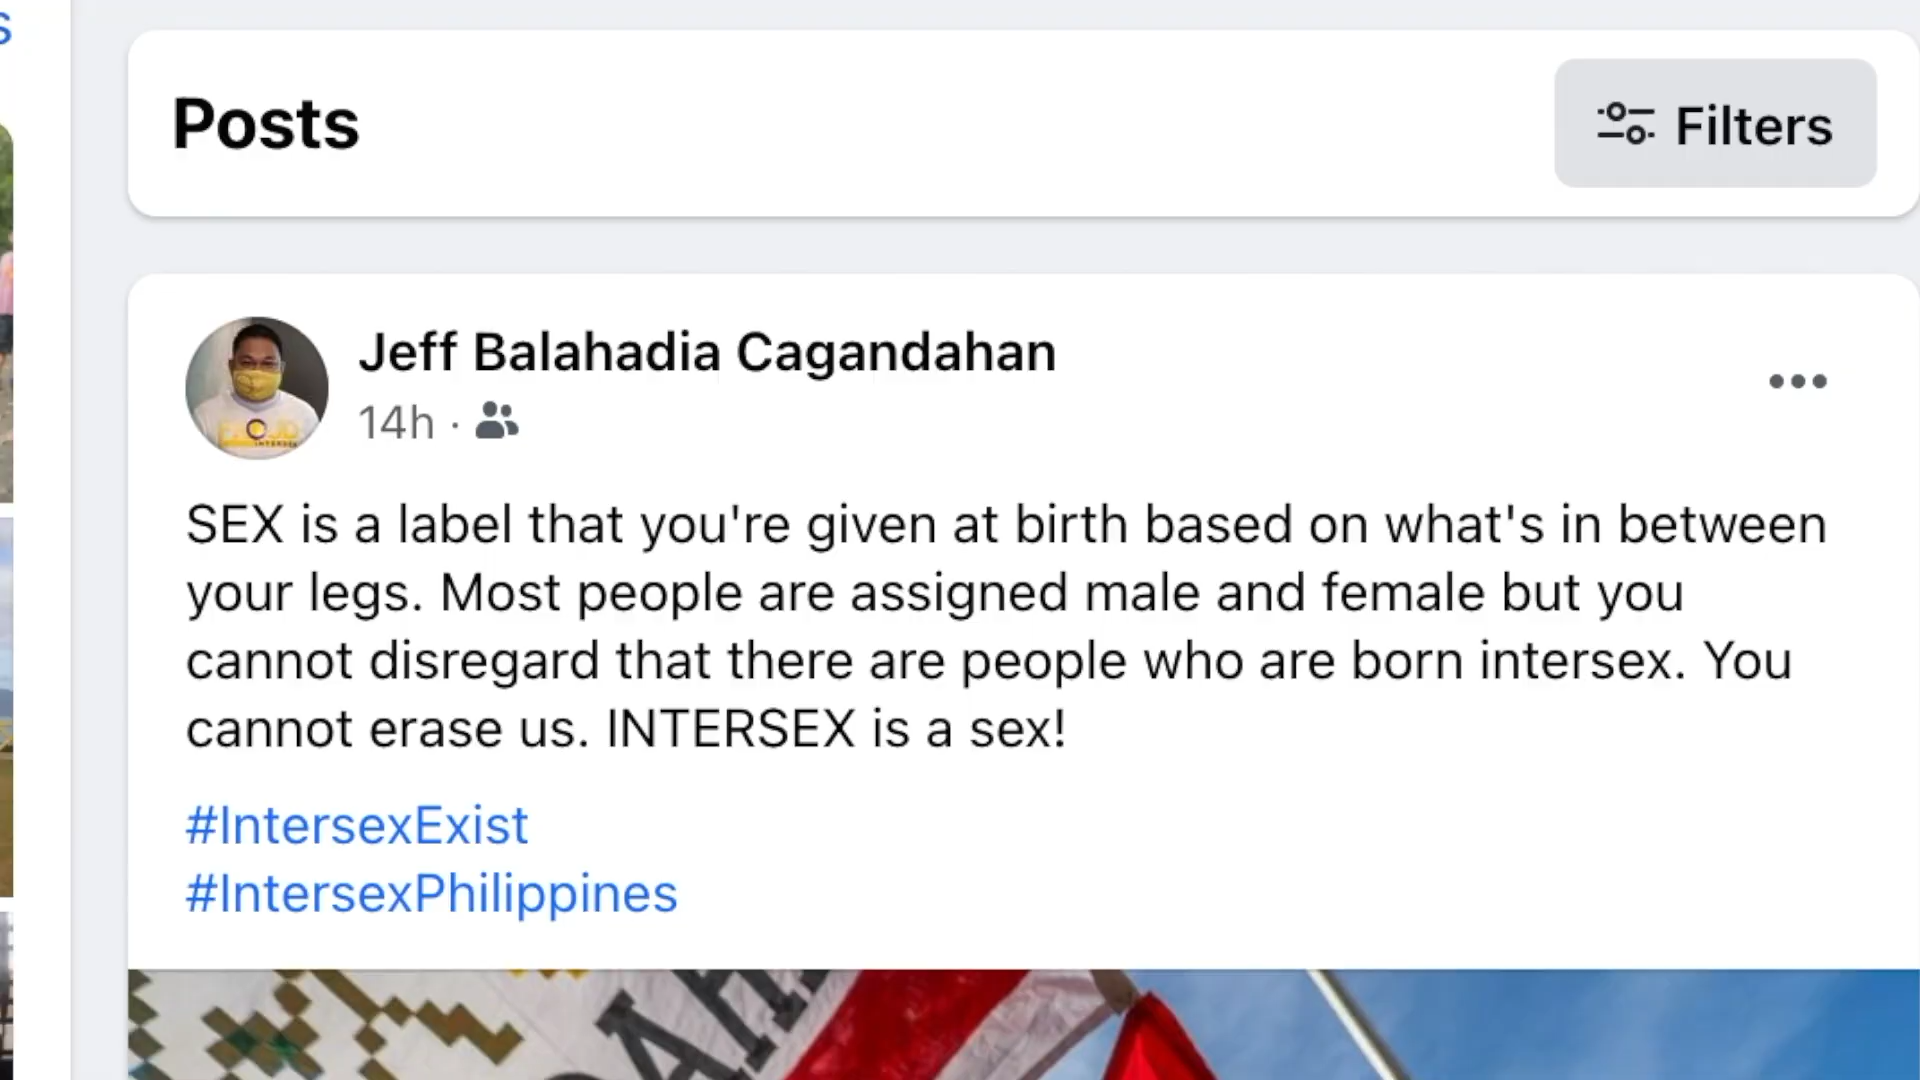 Posts
Filters
Jeff Balahadia Cagandahan
14h ·
SEX is a label that you're given at birth based on what's in between
your legs. Most people are assigned male and female but you
cannot disregard that there are people who are born intersex. You
cannot erase us. INTERSEX is a sex!
#IntersexExist
#IntersexPhilippines